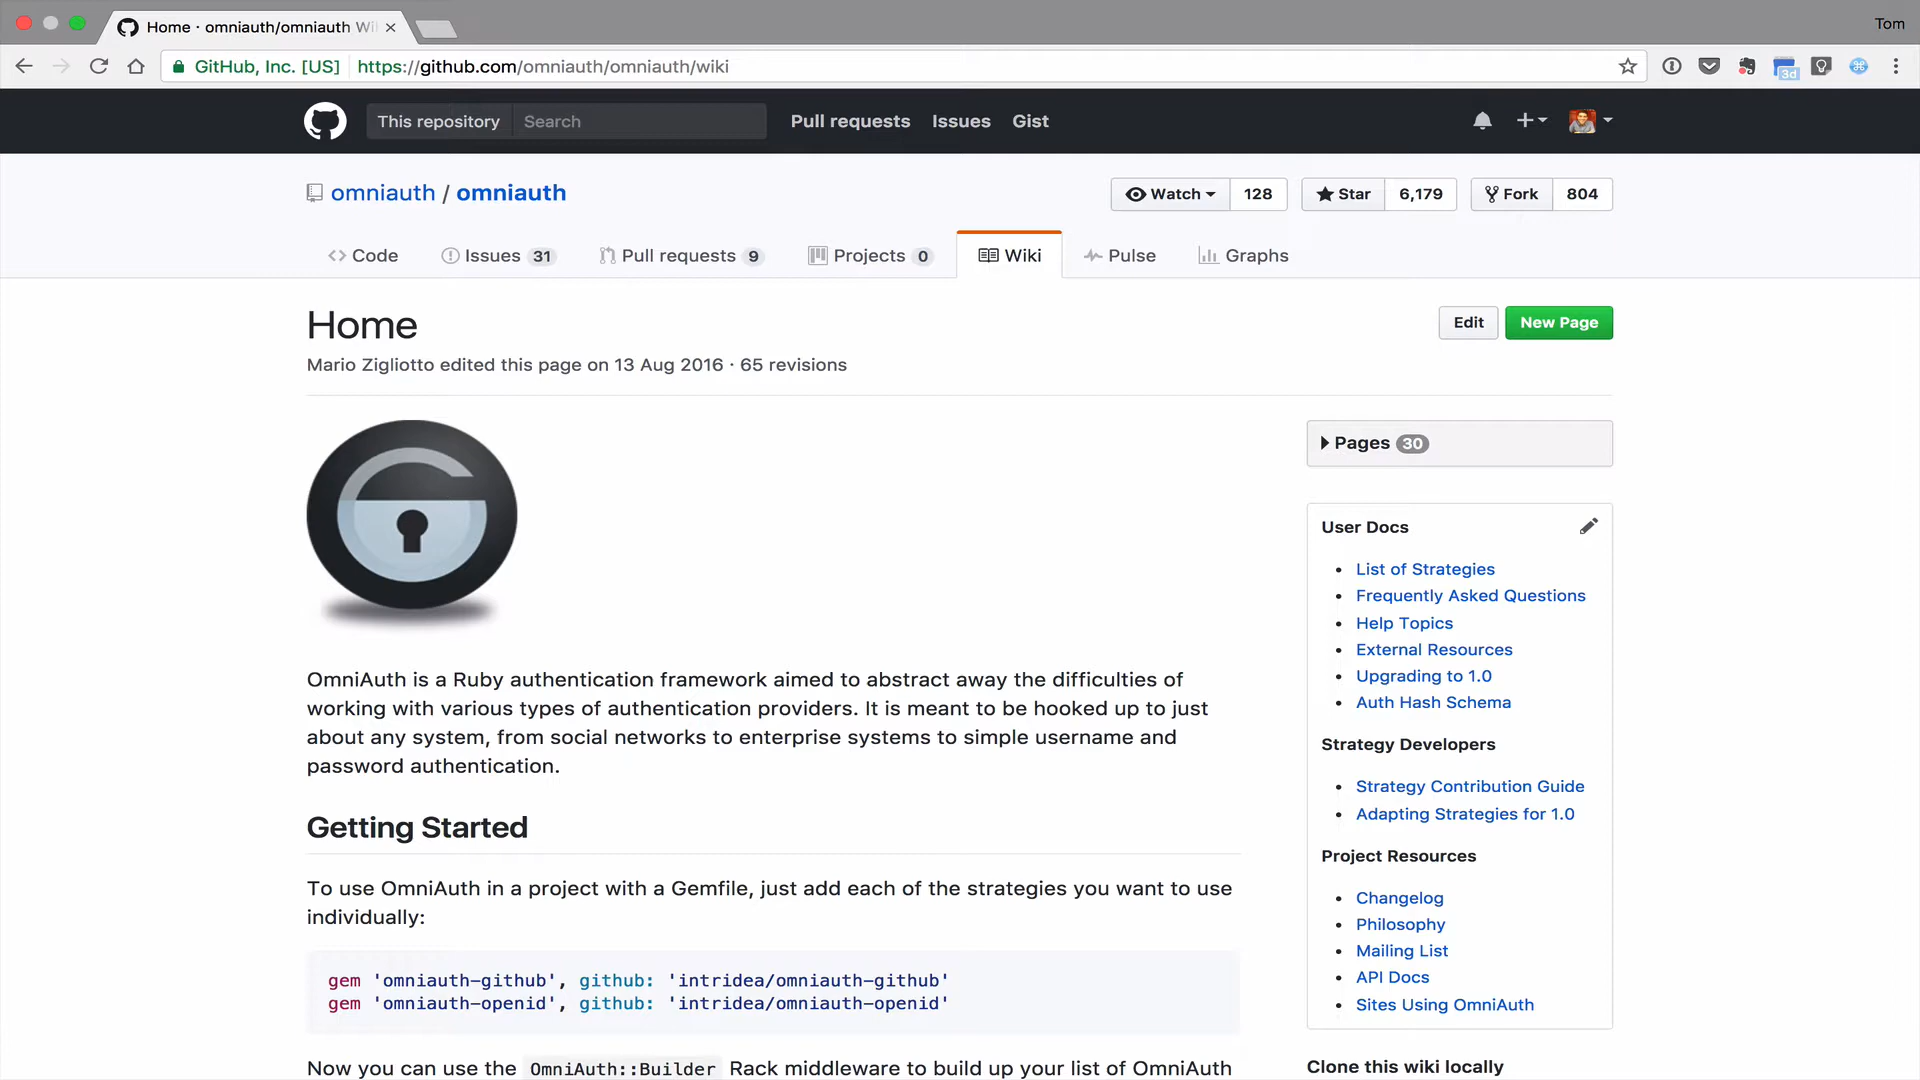 Home · omniauth/omniauth Wi
Tom
GitHub, Inc. [US]
https://github.com/omniauth/omniauth/wiki
3d
This repository
Search
Pull requests
Issues
Gist
omniauth / omniauth
Watch
128
Star
6,179
Fork
804
Code
Issues 31
Pull requests 9
Projects 0
Wiki
Pulse
Graphs
Home
Edit
New Page
Mario Zigliotto edited this page on 13 Aug 2016 · 65 revisions
Pages 30
OmniAuth is a Ruby authentication framework aimed to abstract away the difficulties of
working with various types of authentication providers. It is meant to be hooked up to just
about any system, from social networks to enterprise systems to simple username and
password authentication.
Getting Started
To use OmniAuth in a project with a Gemfile, just add each of the strategies you want to use
individually:
gem 'omniauth-github', github: 'intridea/omniauth-github'
gem 'omniauth-openid', github: 'intridea/omniauth-openid'
Now you can use the OmniAuth::Builder Rack middleware to build up your list of OmniAuth
User Docs
List of Strategies
Frequently Asked Questions
Help Topics
External Resources
Upgrading to 1.0
Auth Hash Schema
Strategy Developers
Strategy Contribution Guide
Adapting Strategies for 1.0
Project Resources
Changelog
Philosophy
Mailing List
API Docs
Sites Using OmniAuth
Clone this wiki locally